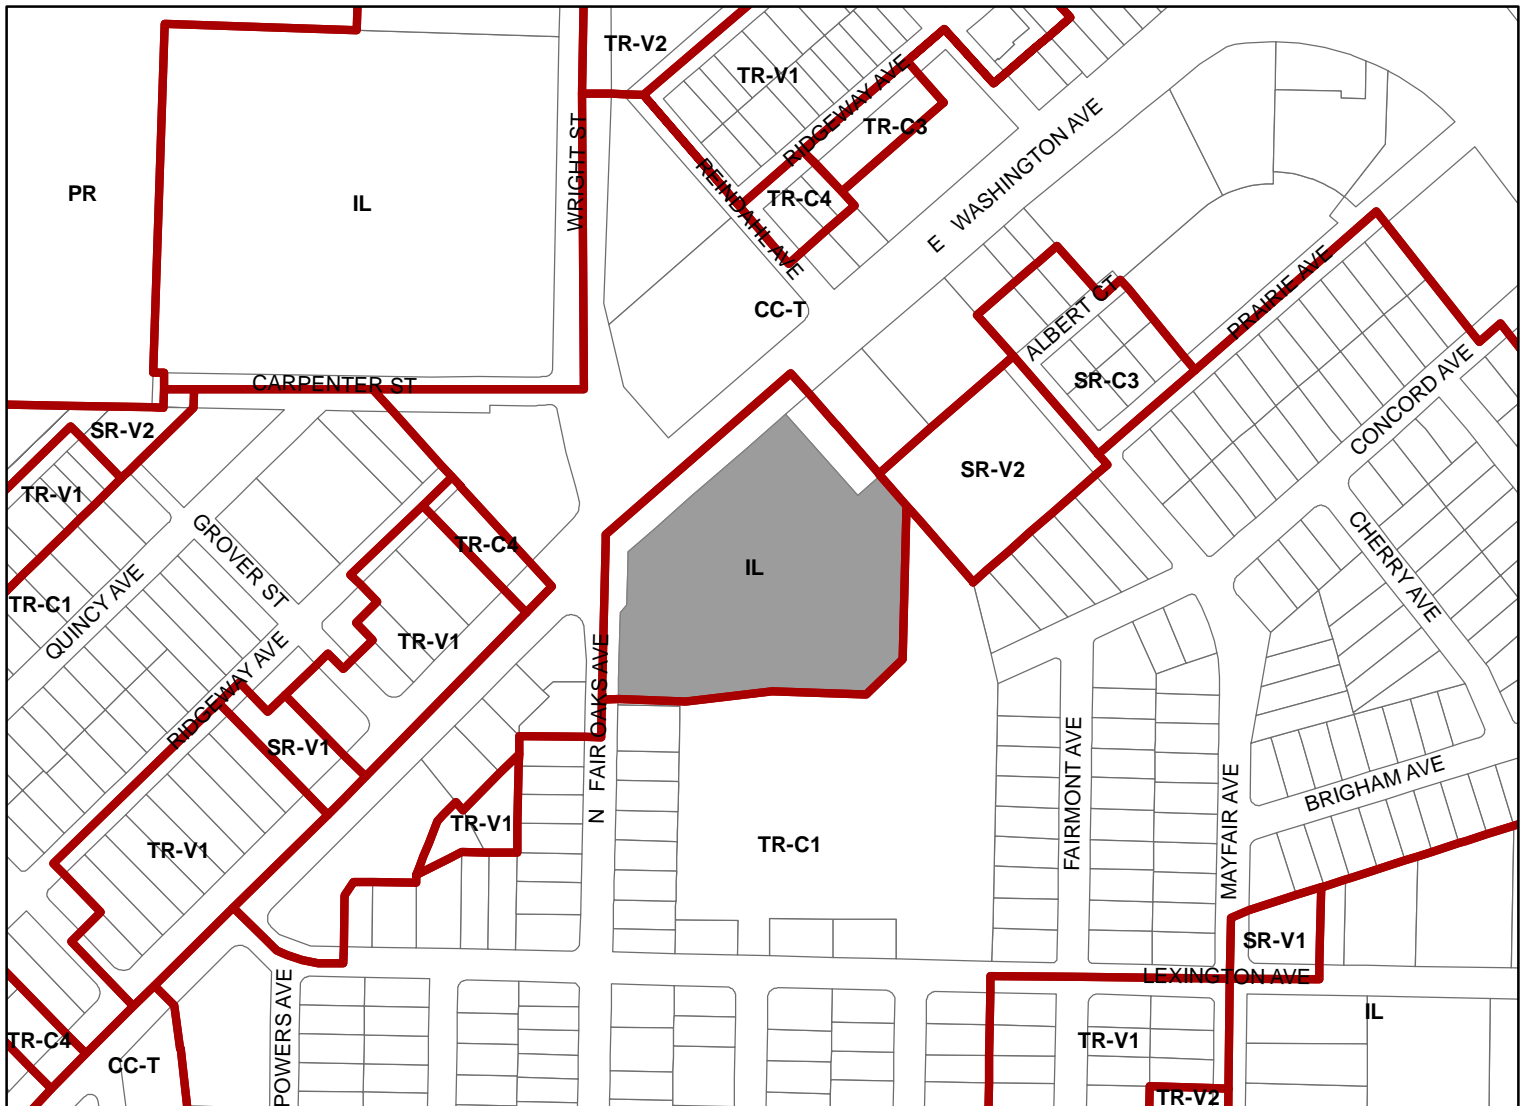 TR-V2
TR-V1
RIDGEWAY AVE
TR-C3
WRIGHT ST
E WASHINGTON AVE
PR
IL
REINDAHL AVE
TR-C4
PRAIRIE AVE
CC-T
ALBERT CT
CARPENTER ST
SR-C3
CONCORD AVE
SR-V2
SR-V2
TR-V1
GROVER ST
TR-C4
IL
CHERRY AVE
TR-C1
QUINCY AVE
TR-V1
RIDGEWAY AVE
N FAIR OAKS AVE
SR-V1
FAIRMONT AVE
MAYFAIR AVE
BRIGHAM AVE
TR-V1
TR-V1
TR-C1
SR-V1
LEXINGTON AVE
POWERS AVE
IL
TR-C4
CC-T
TR-V1
TR-V2